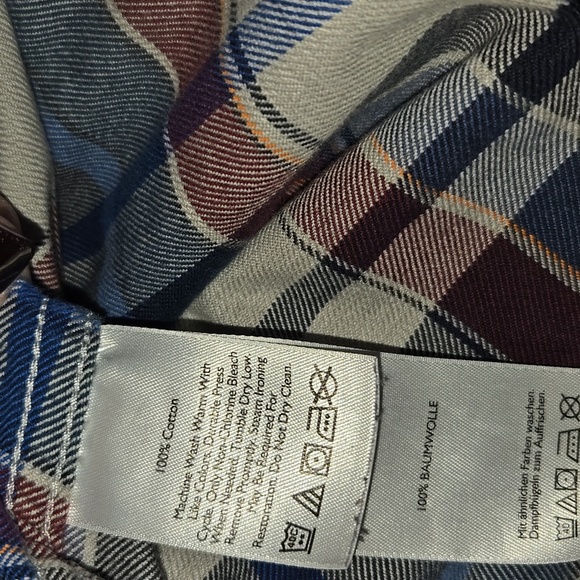 100% Cotton
Machine Wash Warm With
Like Colors. Durable Press
Cycle. Only Non-Chlorine Bleach
When Needed. Tumble Dry Low.
Remove Promptly. Steam Ironing
May Be Required For
Restoration. Do Not Dry Clean.
40C
100% BAUMWOLLE
Mit ähnlichen Farben waschen.
Dampfbügeln zum Auffrischen.
40